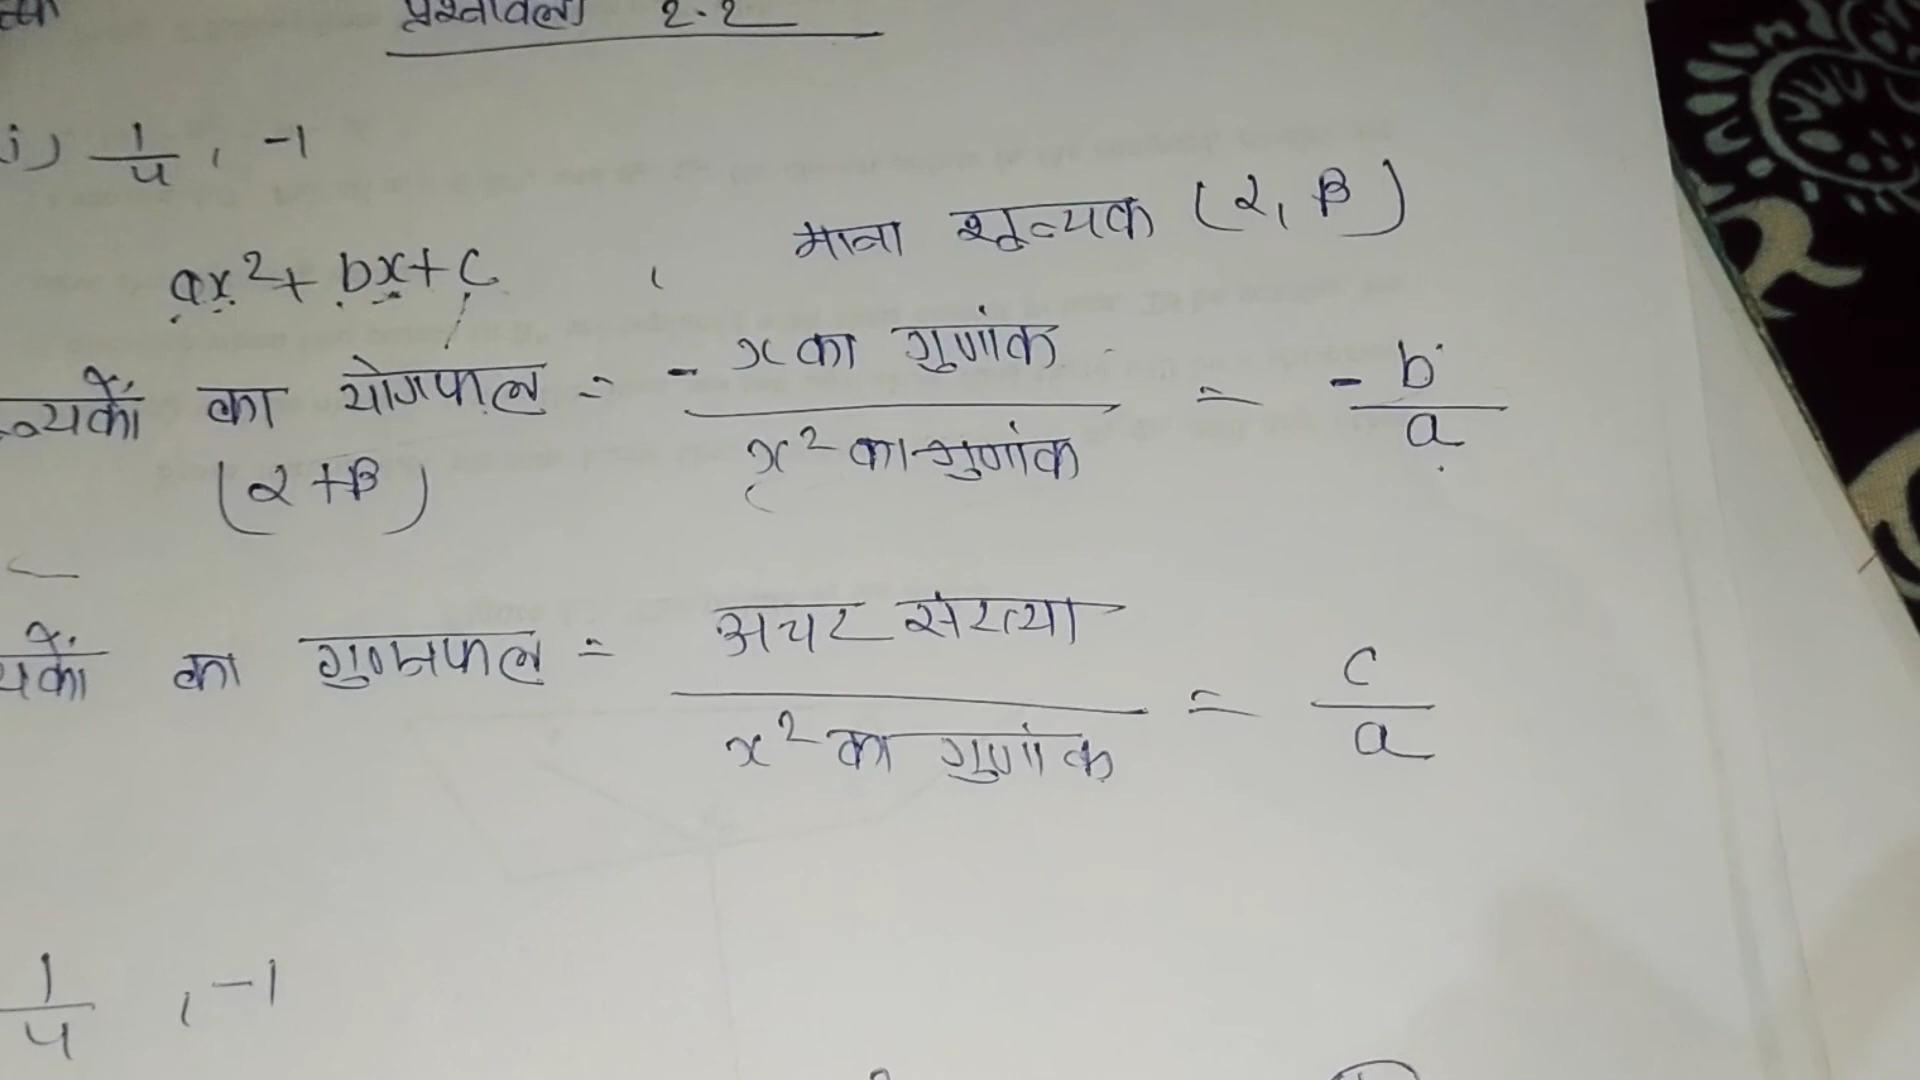 प्रश्नावली 2.2
i) 1/4, -1
ax²+ bx+c , माना शून्यक (α, β)
न्यकों का योगफल = - x का गुणांक / x² का गुणांक = - b / a
(α+β)
यकों का गुणनफल = अचर संख्या / x² का गुणांक = c / a
1/4 , -1